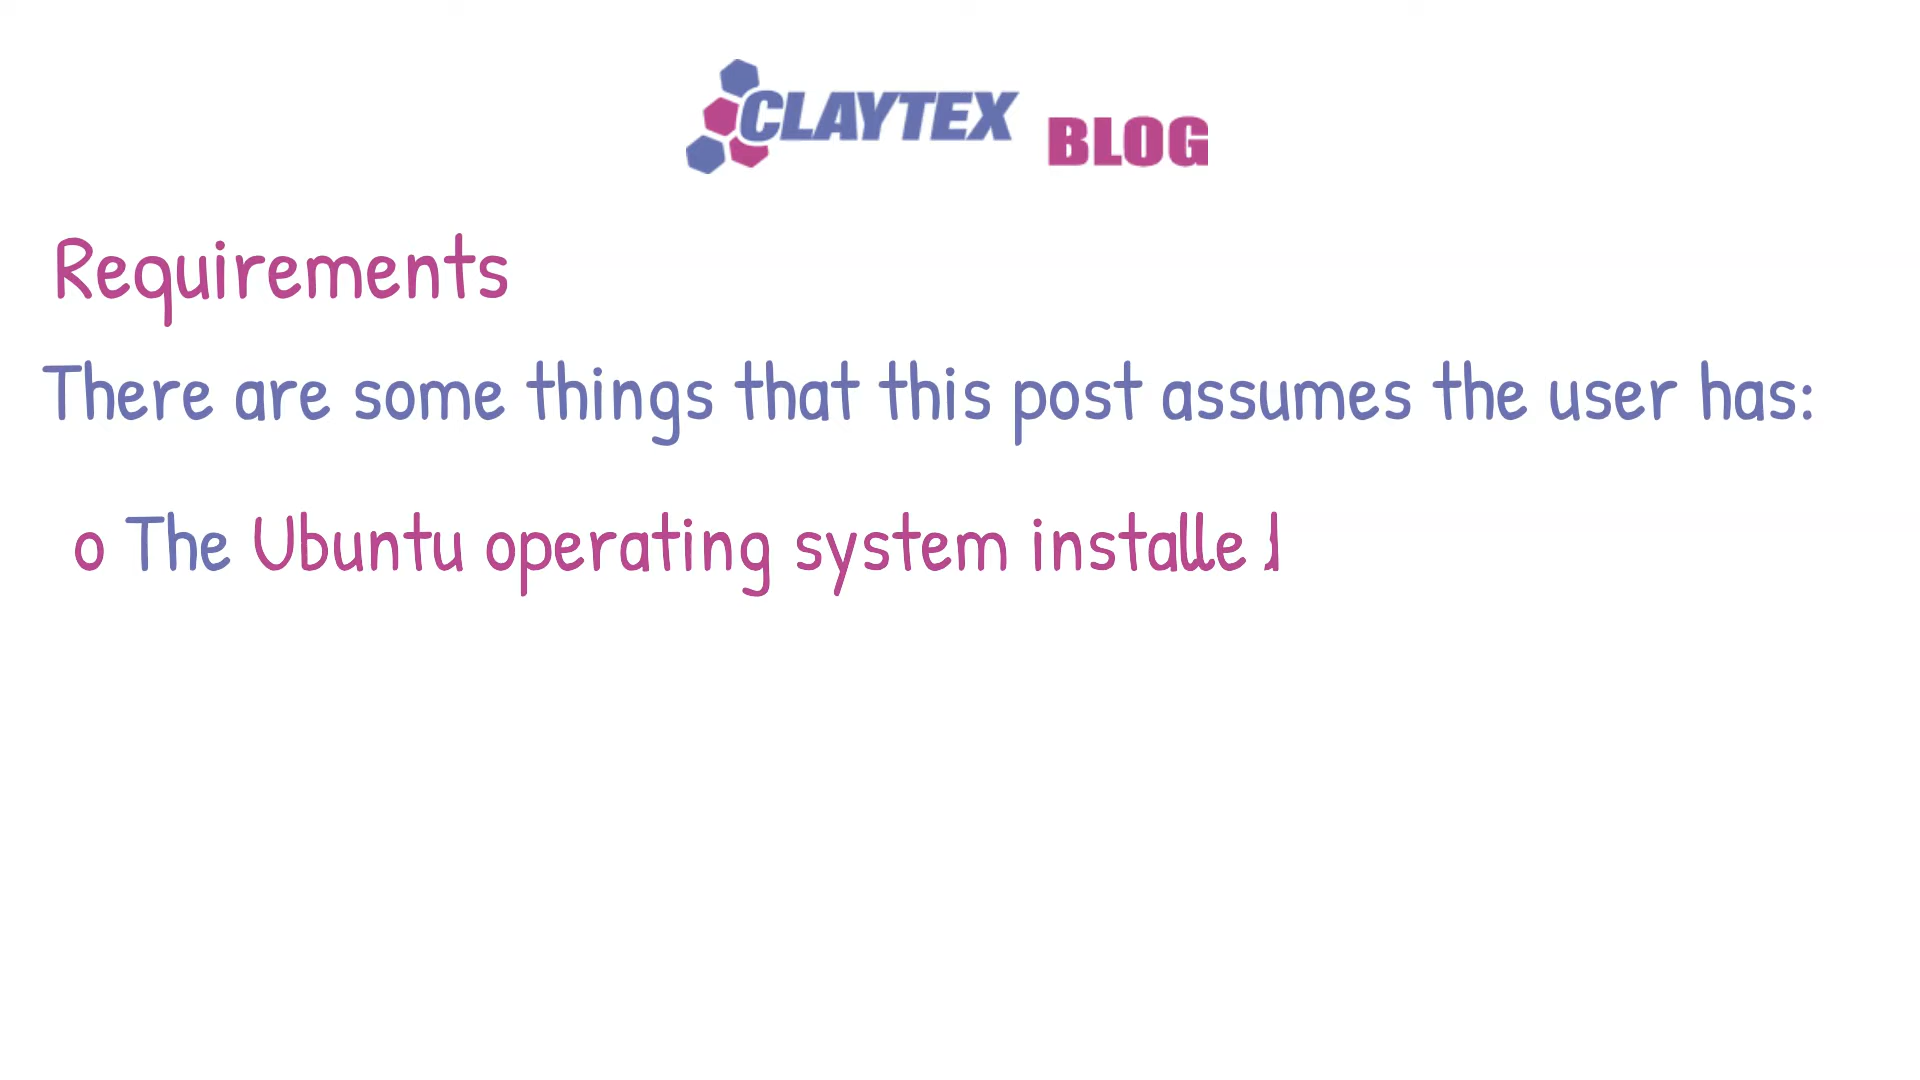 CLAYTEX BLOG
Requirements
There are some things that this post assumes the user has:
o The Ubuntu operating system installe